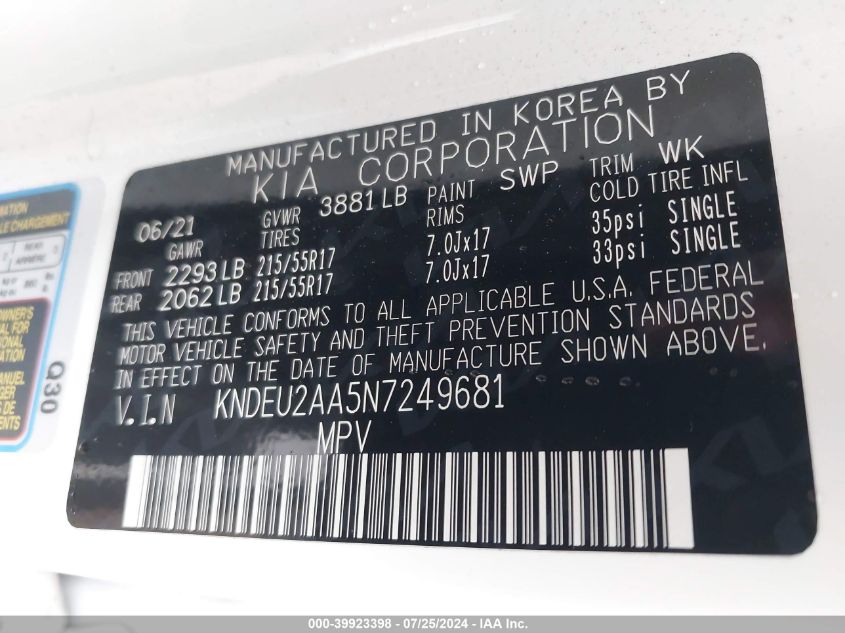 MANUFACTURED IN KOREA BY
KIA CORPORATION
06/21 GVWR 3881 LB PAINT SWP TRIM WK
GAWR TIRES RIMS COLD TIRE INFL
FRONT 2293 LB 215/55R17 7.0Jx17 35psi SINGLE
REAR 2062 LB 215/55R17 7.0Jx17 33psi SINGLE
THIS VEHICLE CONFORMS TO ALL APPLICABLE U.S.A. FEDERAL
MOTOR VEHICLE SAFETY AND THEFT PREVENTION STANDARDS
IN EFFECT ON THE DATE OF MANUFACTURE SHOWN ABOVE.
V.I.N KNDEU2AA5N7249681
MPV
CHARGEMENT
REAR
ARRIÈRE
Q30
000-39923398 - 07/25/2024 - IAA Inc.